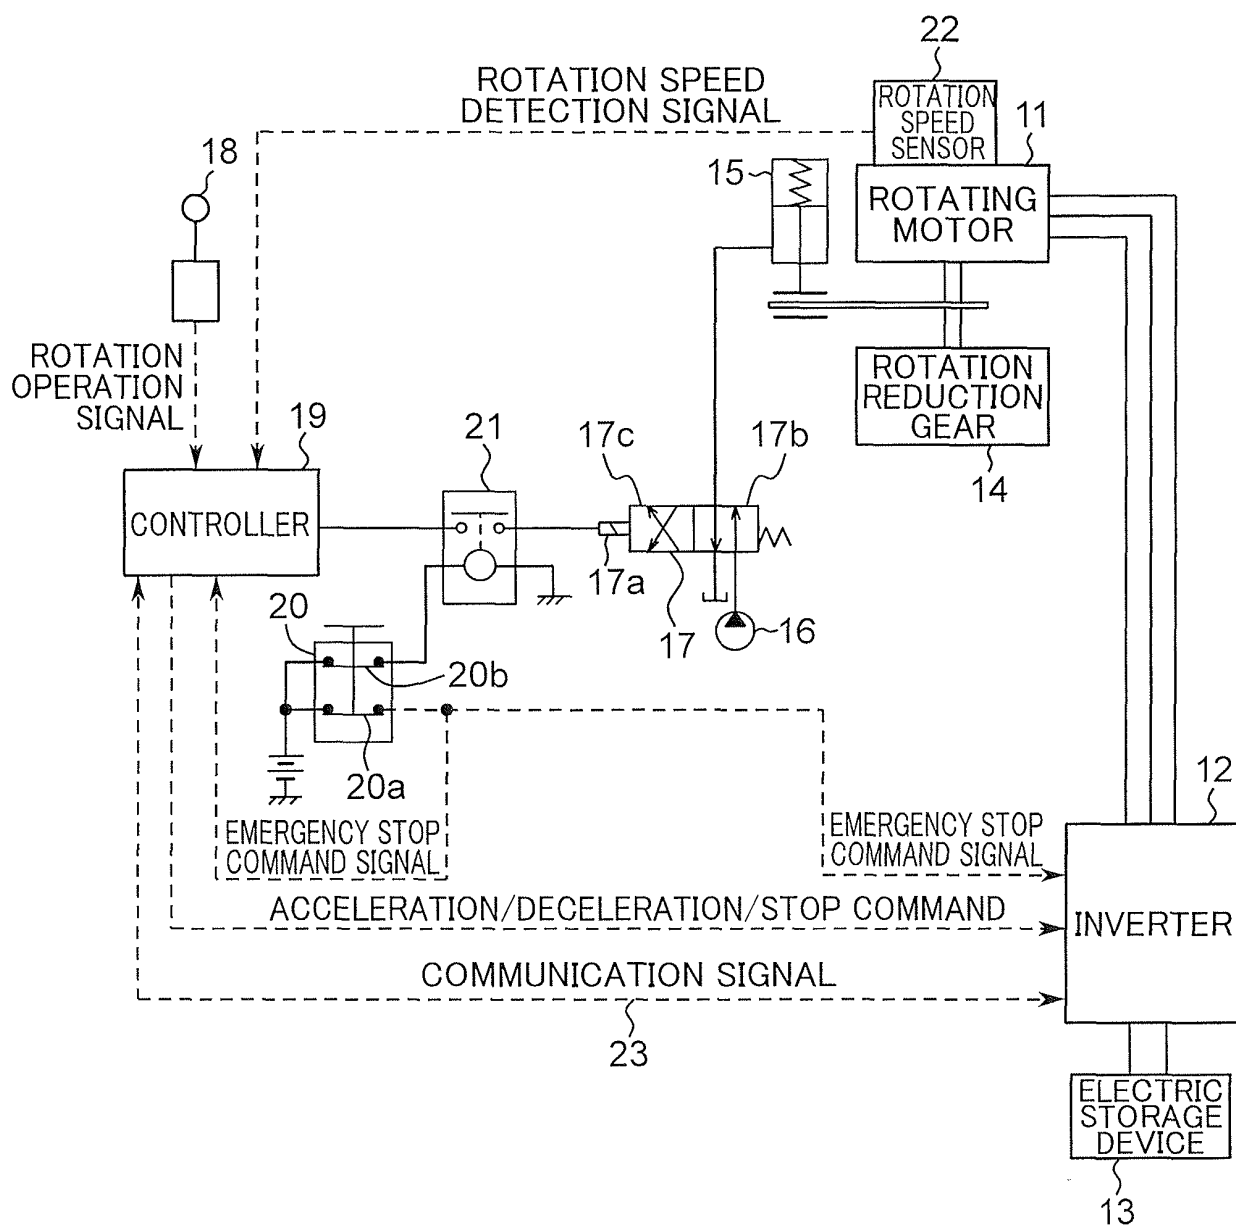 22
ROTATION SPEED
DETECTION SIGNAL
ROTATION
SPEED
SENSOR
11
18
15
ROTATING
MOTOR
ROTATION
OPERATION
SIGNAL
ROTATION
REDUCTION
GEAR
19
21
17c
17b
14
CONTROLLER
17a
20
17
16
20b
20a
12
EMERGENCY STOP
COMMAND SIGNAL
EMERGENCY STOP
COMMAND SIGNAL
ACCELERATION/DECELERATION/STOP COMMAND
INVERTER
COMMUNICATION SIGNAL
23
ELECTRIC
STORAGE
DEVICE
13